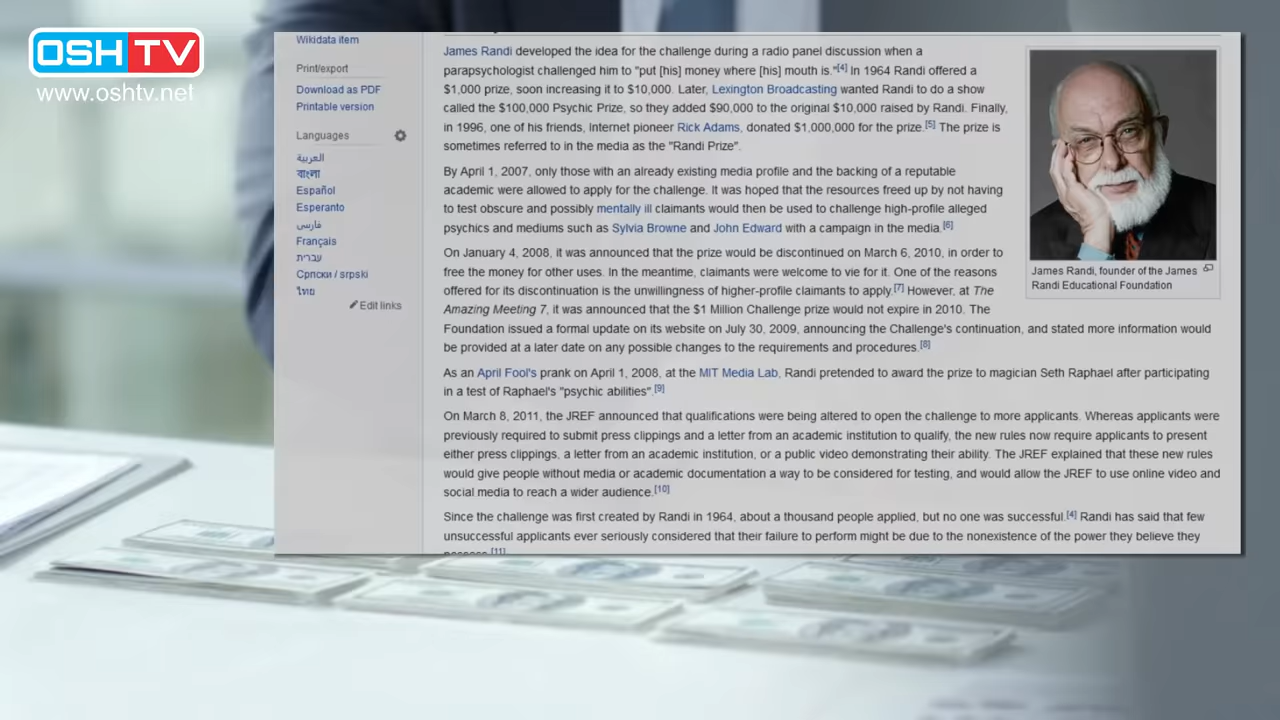 OSH TV
www.oshtv.net
Wikidata item
Print/export
Download as PDF
Printable version
Languages
العربية
বাংলা
Español
Esperanto
فارسی
Français
עברית
Српски / srpski
ไทย
Edit links
James Randi developed the idea for the challenge during a radio panel discussion when a
parapsychologist challenged him to "put [his] money where [his] mouth is."[4] In 1964 Randi offered a
$1,000 prize, soon increasing it to $10,000. Later, Lexington Broadcasting wanted Randi to do a show
called the $100,000 Psychic Prize, so they added $90,000 to the original $10,000 raised by Randi. Finally,
in 1996, one of his friends, Internet pioneer Rick Adams, donated $1,000,000 for the prize.[5] The prize is
sometimes referred to in the media as the "Randi Prize".
By April 1, 2007, only those with an already existing media profile and the backing of a reputable
academic were allowed to apply for the challenge. It was hoped that the resources freed up by not having
to test obscure and possibly mentally ill claimants would then be used to challenge high-profile alleged
psychics and mediums such as Sylvia Browne and John Edward with a campaign in the media.[6]
On January 4, 2008, it was announced that the prize would be discontinued on March 6, 2010, in order to
free the money for other uses. In the meantime, claimants were welcome to vie for it. One of the reasons
offered for its discontinuation is the unwillingness of higher-profile claimants to apply.[7] However, at The
Amazing Meeting 7, it was announced that the $1 Million Challenge prize would not expire in 2010. The
Foundation issued a formal update on its website on July 30, 2009, announcing the Challenge's continuation, and stated more information would
be provided at a later date on any possible changes to the requirements and procedures.[8]
As an April Fool's prank on April 1, 2008, at the MIT Media Lab, Randi pretended to award the prize to magician Seth Raphael after participating
in a test of Raphael's "psychic abilities".[9]
On March 8, 2011, the JREF announced that qualifications were being altered to open the challenge to more applicants. Whereas applicants were
previously required to submit press clippings and a letter from an academic institution to qualify, the new rules now require applicants to present
either press clippings, a letter from an academic institution, or a public video demonstrating their ability. The JREF explained that these new rules
would give people without media or academic documentation a way to be considered for testing, and would allow the JREF to use online video and
social media to reach a wider audience.[10]
Since the challenge was first created by Randi in 1964, about a thousand people applied, but no one was successful.[4] Randi has said that few
unsuccessful applicants ever seriously considered that their failure to perform might be due to the nonexistence of the power they believe they
possess.[11]
James Randi, founder of the James
Randi Educational Foundation